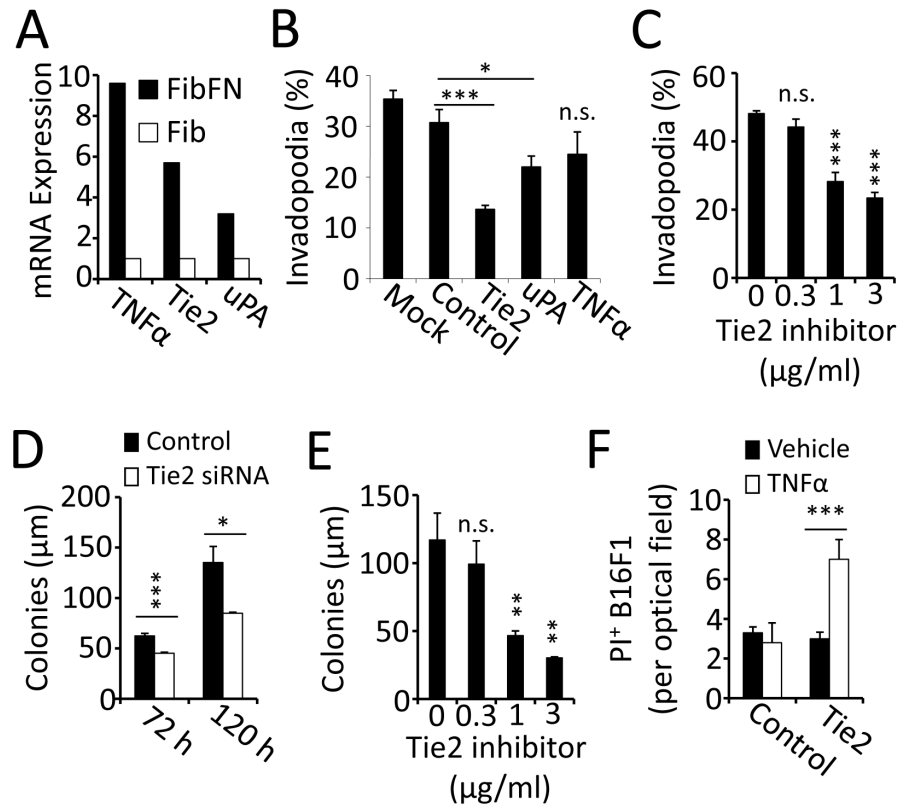 A
mRNA Expression
10
8
6
4
2
0
FibFN
Fib
TNFα
Tie2
uPA
B
Invadopodia (%)
40
30
20
10
0
*
***
n.s.
Mock
Control
Tie2
uPA
TNFα
C
Invadopodia (%)
60
40
20
0
n.s.
***
***
0 0.3 1 3
Tie2 inhibitor
(µg/ml)
D
Control
Tie2 siRNA
Colonies (µm)
200
150
100
50
0
***
*
72 h
120 h
E
Colonies (µm)
150
100
50
0
n.s.
**
**
0 0.3 1 3
Tie2 inhibitor
(µg/ml)
F
Vehicle
TNFα
PI⁺ B16F1
(per optical field)
10
8
6
4
2
0
***
Control
Tie2